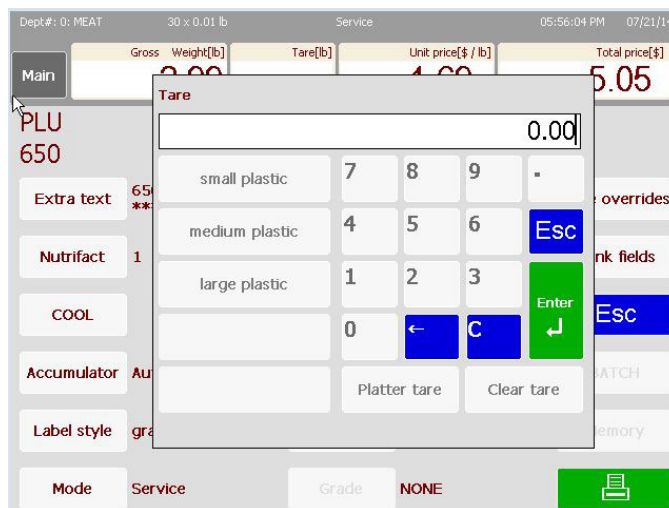 Dept#: 0: MEAT 30 x 0.01 lb Service 05:56:04 PM 07/21/1
Main
Gross Weight[lb] Tare[lb] Unit price[$ / lb] Total price[$]
5.05
PLU
650
Tare
0.00
small plastic 7 8 9 .
medium plastic 4 5 6 Esc
large plastic 1 2 3 Enter
0 ← C
Platter tare Clear tare
Extra text
overrides
Nutrifact 1
fields
COOL Esc
Accumulator
Label style
Mode Service Grade NONE